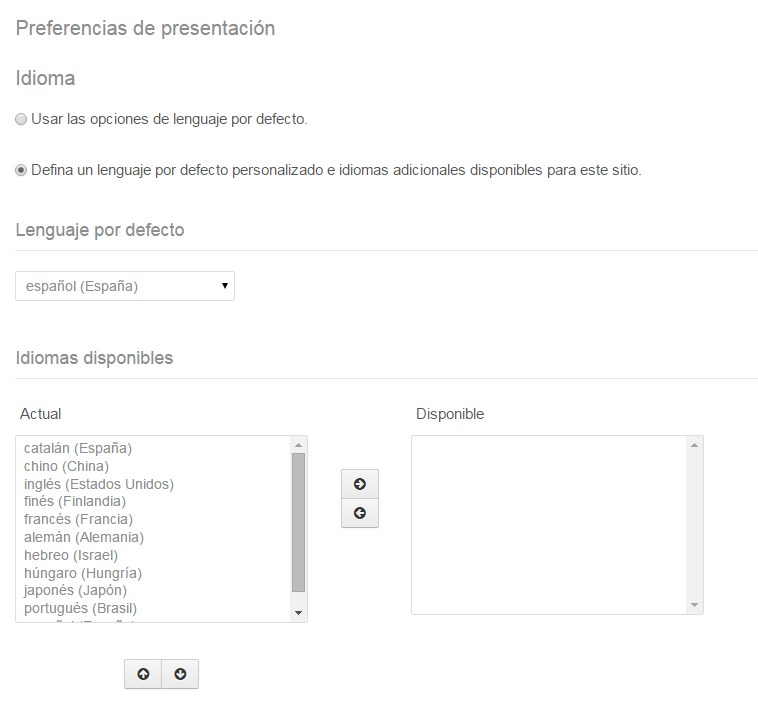 Preferencias de presentación
Idioma
Usar las opciones de lenguaje por defecto.
Defina un lenguaje por defecto personalizado e idiomas adicionales disponibles para este sitio.
Lenguaje por defecto
español (España)
Idiomas disponibles
Actual
Disponible
catalán (España)
chino (China)
inglés (Estados Unidos)
finés (Finlandia)
francés (Francia)
alemán (Alemania)
hebreo (Israel)
húngaro (Hungría)
japonés (Japón)
portugués (Brasil)